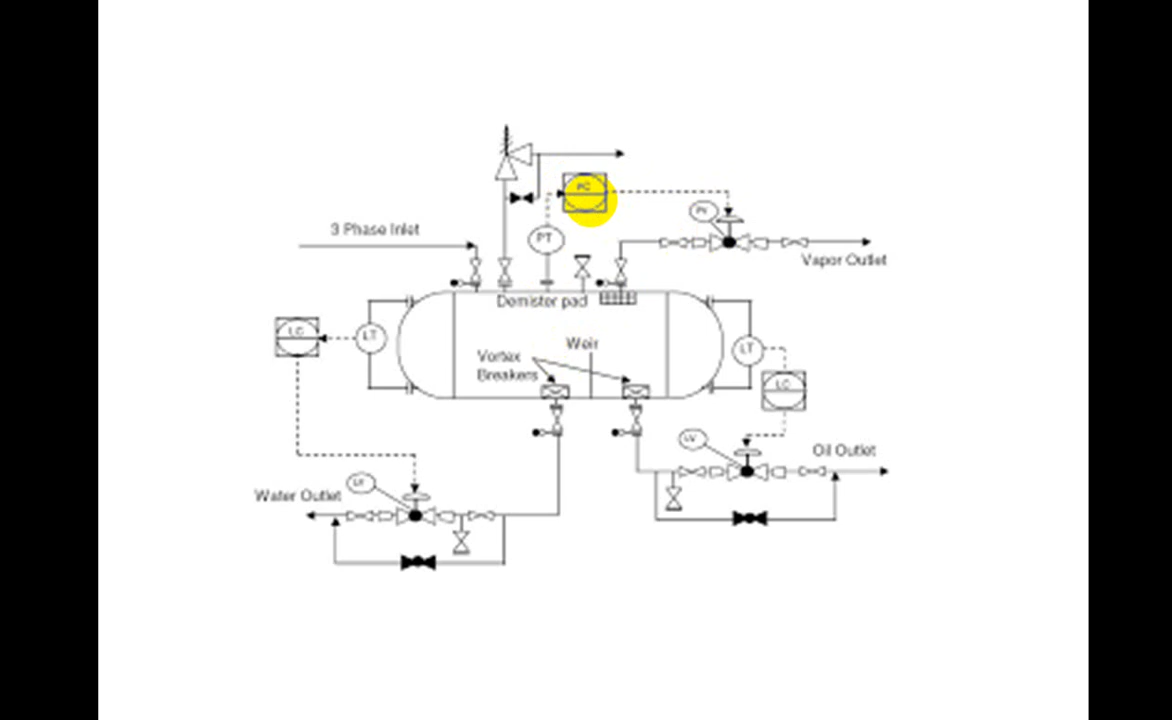 PC
3 Phase Inlet
PV
PT
Vapor Outlet
Demister pad
LC
LT
Weir
LT
Vortex
Breakers
LC
LV
Oil Outlet
Water Outlet
LV